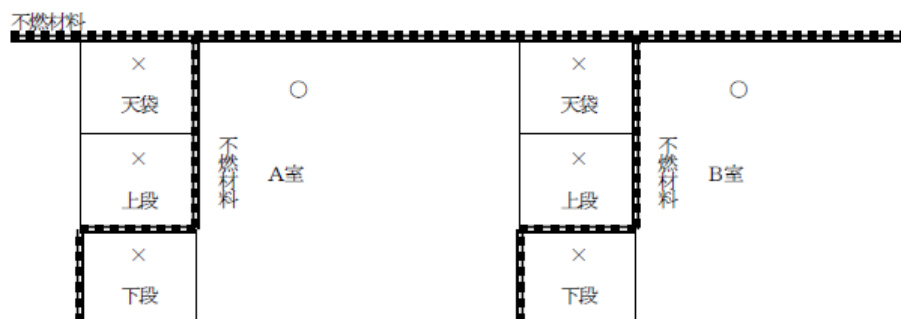 不燃材料
×
天袋
×
上段
×
下段
不燃材料
○
A室
×
天袋
×
上段
×
下段
不燃材料
○
B室